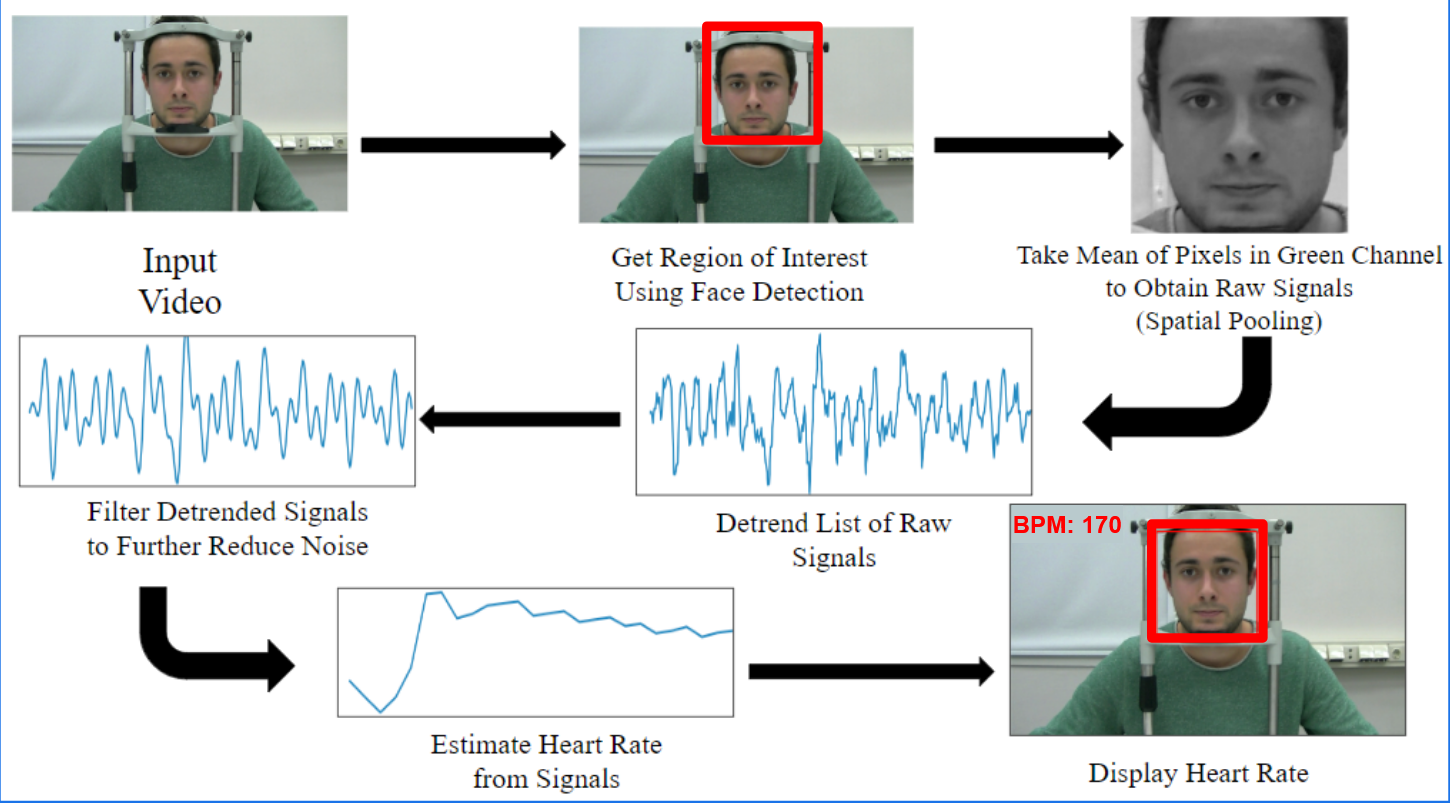 Input
Video
Get Region of Interest
Using Face Detection
Take Mean of Pixels in Green Channel
to Obtain Raw Signals
(Spatial Pooling)
Detrend List of Raw
Signals
Filter Detrended Signals
to Further Reduce Noise
Estimate Heart Rate
from Signals
BPM: 170
Display Heart Rate